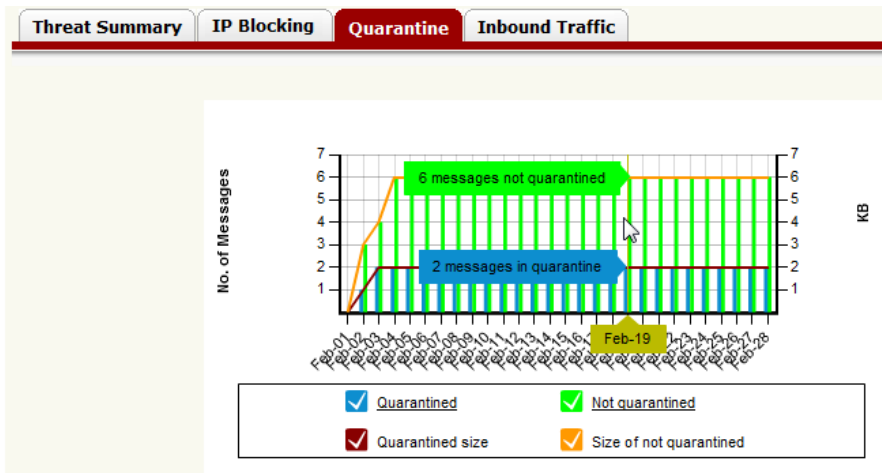 Threat Summary IP Blocking Quarantine Inbound Traffic
No. of Messages
7
6
5
4
3
2
1
6 messages not quarantined
2 messages in quarantine
7
6
5
4
3
2
1
KB
Feb-01 Feb-02 Feb-03 Feb-04 Feb-05 Feb-06 Feb-07 Feb-08 Feb-09 Feb-10 Feb-11 Feb-12 Feb-13 Feb-14 Feb-15 Feb-16 Feb-19 Feb-23 Feb-24 Feb-25 Feb-26 Feb-27 Feb-28
Quarantined Not quarantined
Quarantined size Size of not quarantined